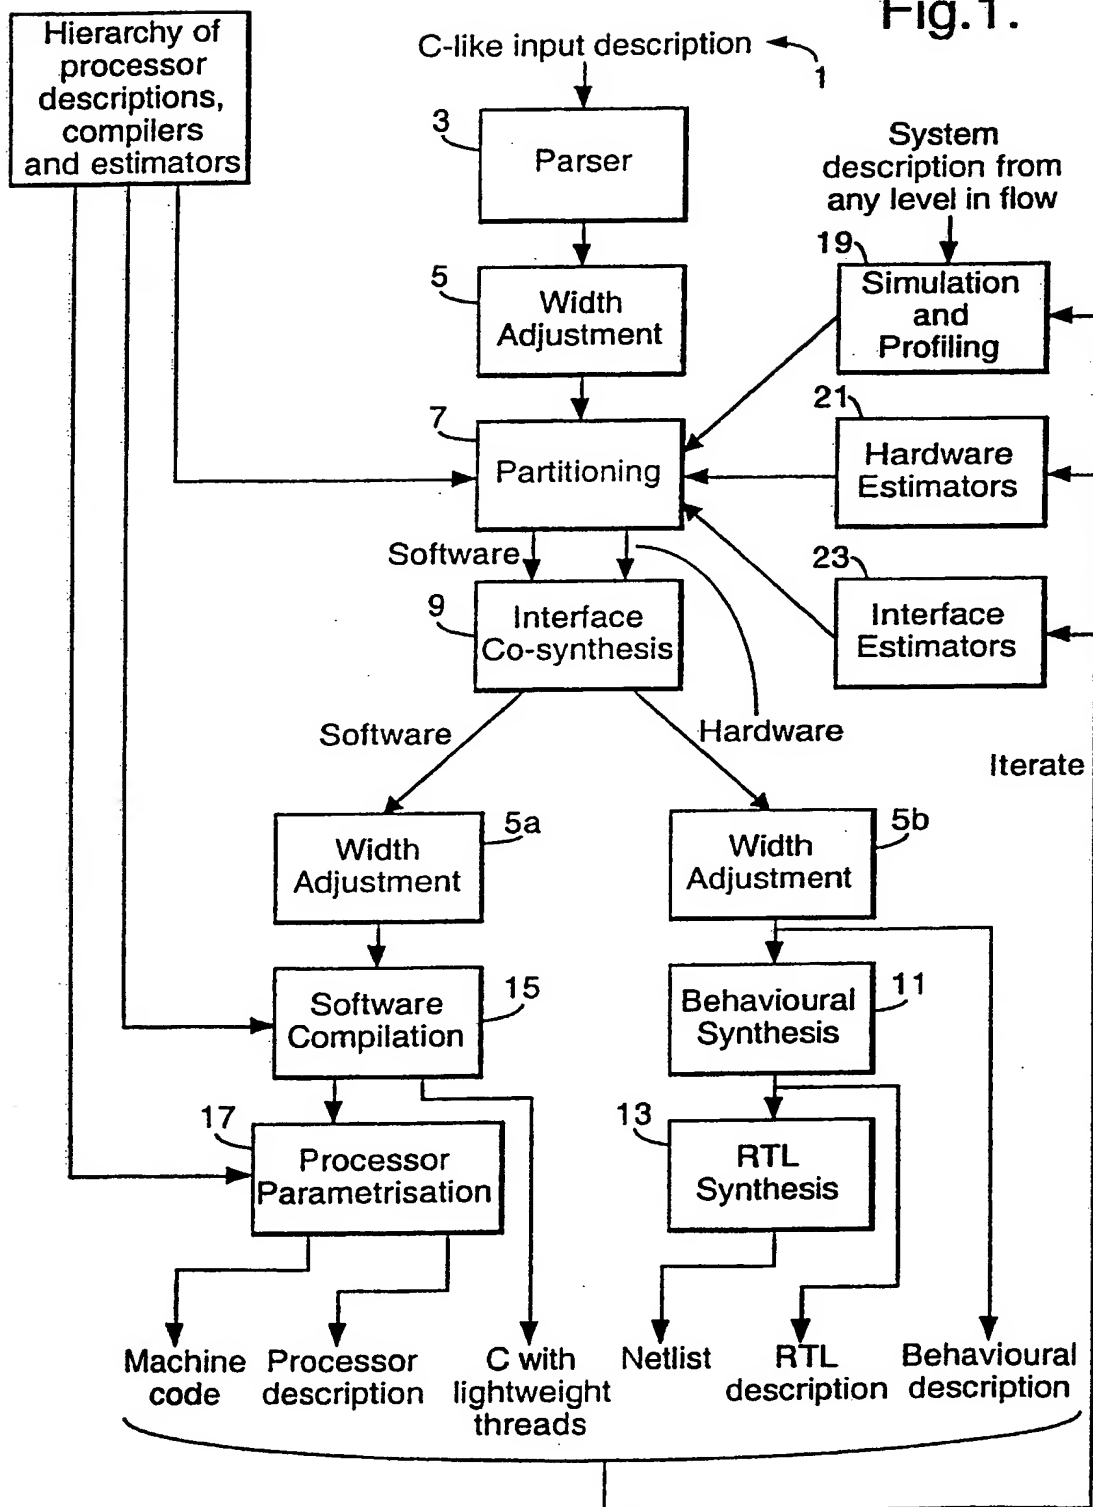 Fig.1.
Hierarchy of
processor
descriptions,
compilers
and estimators
C-like input description
1
3
Parser
System
description from
any level in flow
5
Width
Adjustment
19
Simulation
and
Profiling
7
Partitioning
21
Hardware
Estimators
Software
9
Interface
Co-synthesis
23
Interface
Estimators
Software
Hardware
Iterate
5a
Width
Adjustment
5b
Width
Adjustment
15
Software
Compilation
11
Behavioural
Synthesis
17
Processor
Parametrisation
13
RTL
Synthesis
Machine
code
Processor
description
C with
lightweight
threads
Netlist
RTL
description
Behavioural
description